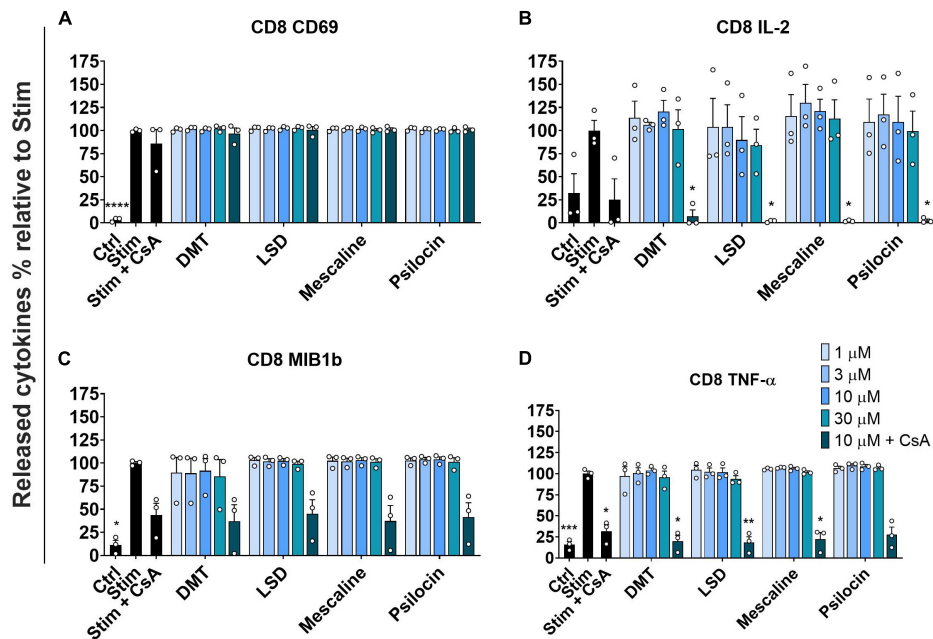 Released cytokines % relative to Stim
A
CD8 CD69
175
150
125
100
75
50
25
0
****
Ctrl
Stim
Stim + CsA
DMT
LSD
Mescaline
Psilocin
B
CD8 IL-2
175
150
125
100
75
50
25
0
*
*
*
*
Ctrl
Stim
Stim + CsA
DMT
LSD
Mescaline
Psilocin
C
CD8 MIB1b
175
150
125
100
75
50
25
0
*
Ctrl
Stim
Stim + CsA
DMT
LSD
Mescaline
Psilocin
D
CD8 TNF-α
175
150
125
100
75
50
25
0
***
*
*
**
*
Ctrl
Stim
Stim + CsA
DMT
LSD
Mescaline
Psilocin
1 μM
3 μM
10 μM
30 μM
10 μM + CsA